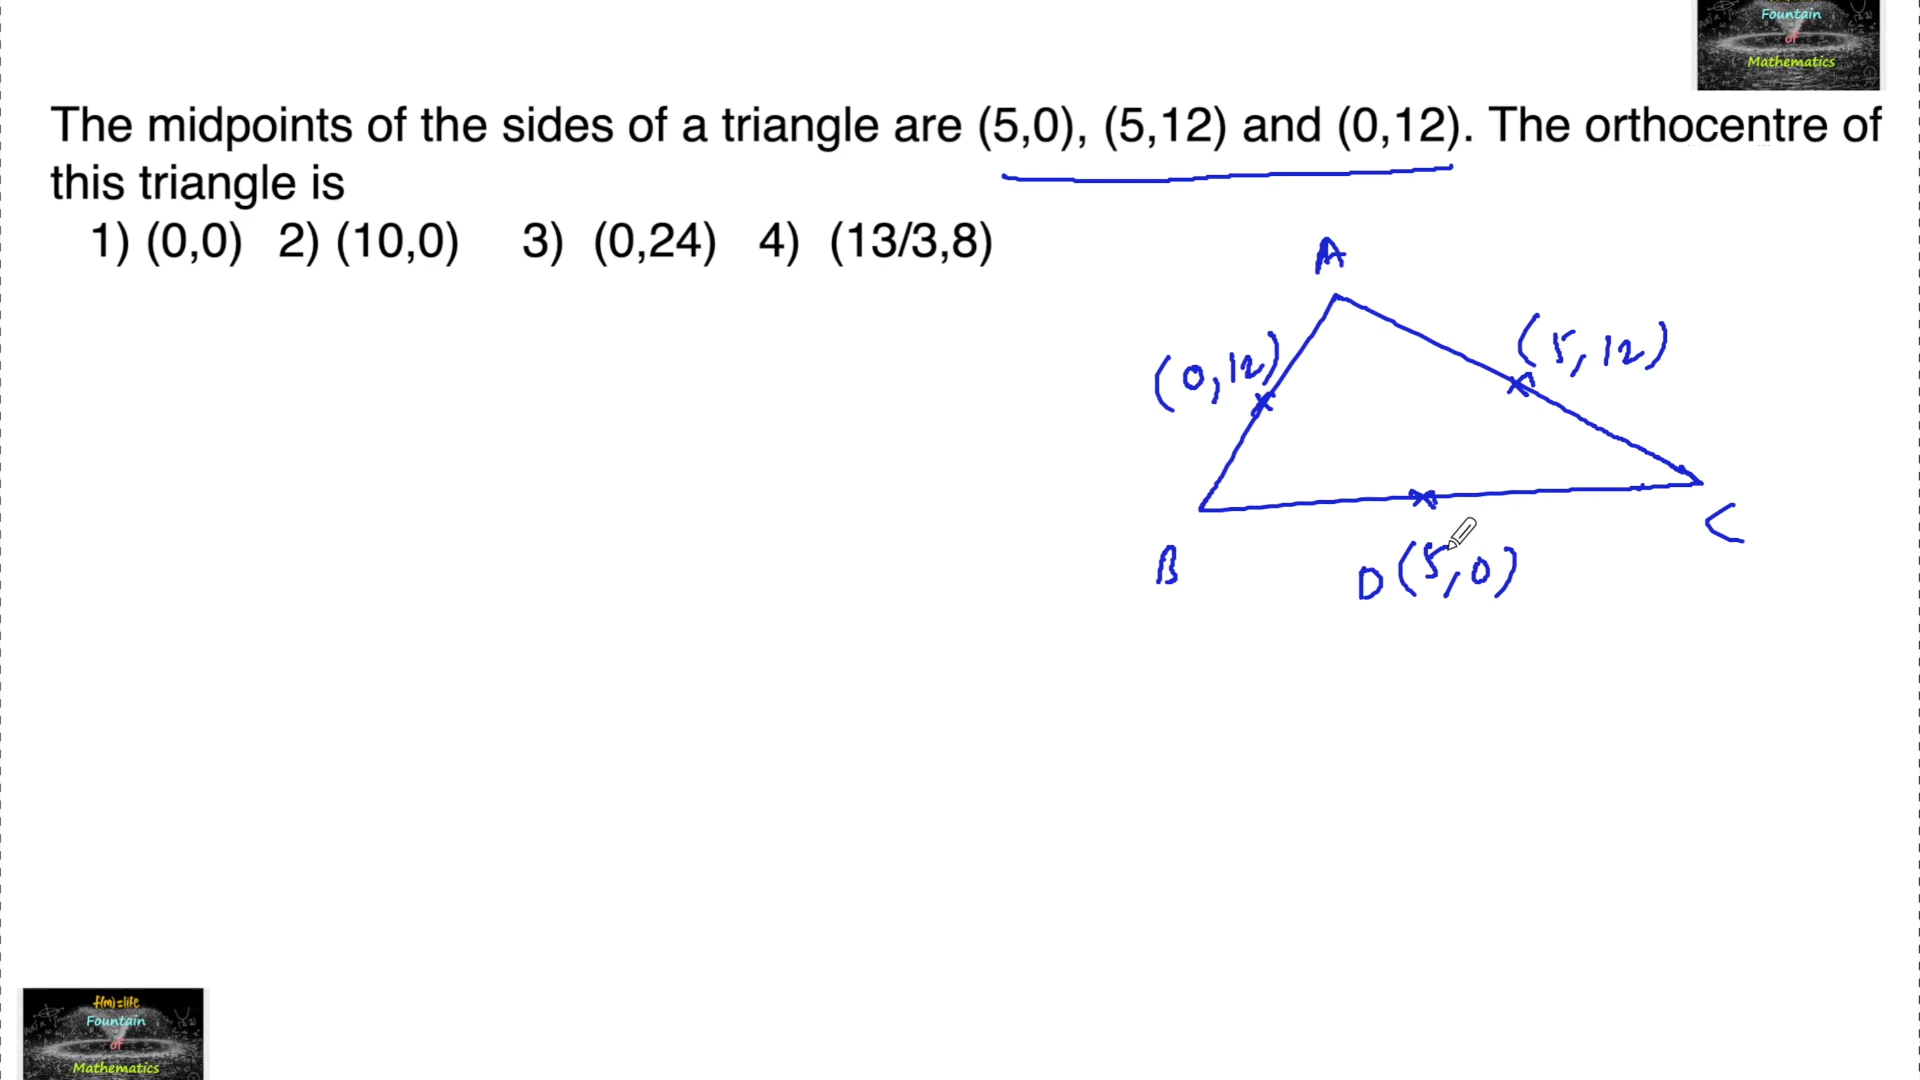 Fountain
of
Mathematics
The midpoints of the sides of a triangle are (5,0), (5,12) and (0,12). The orthocentre of
this triangle is
1) (0,0) 2) (10,0) 3) (0,24) 4) (13/3,8)
A
(0,12)
(5,12)
B
D(5,0)
C
f(m)=life
Fountain
of
Mathematics